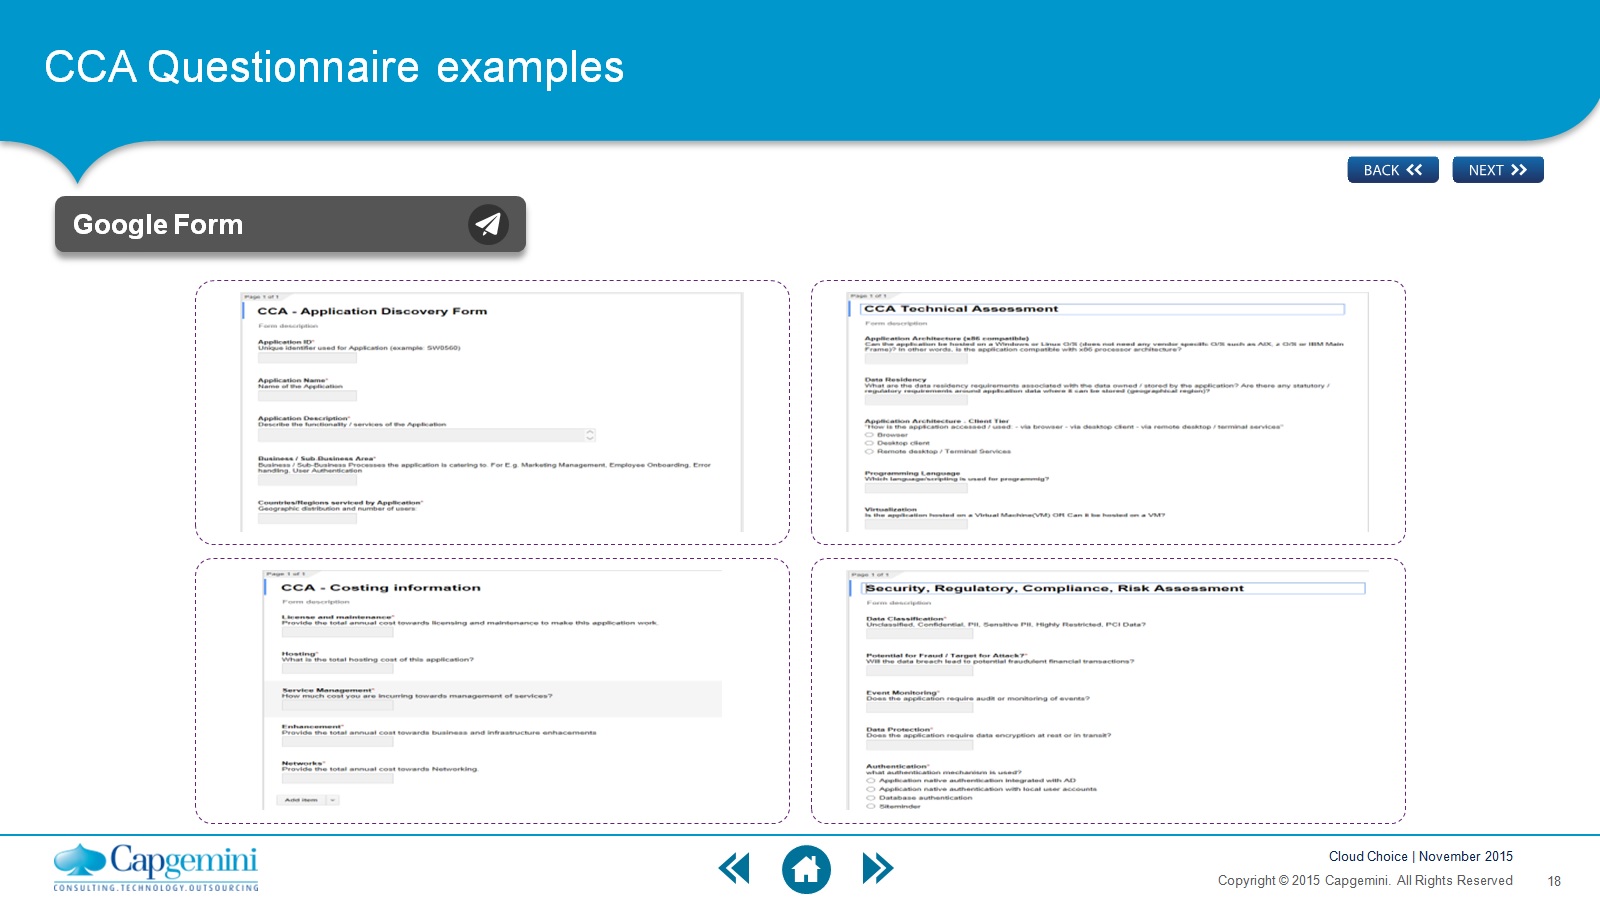 CCA Questionnaire examples
BACK
NEXT
Google Form
Page 1 of 1
CCA - Application Discovery Form
Form description
Application ID*
Unique identifier used for Application (example: SW0560)
Application Name*
Name of the Application
Application Description*
Describe the functionality / services of the Application
Business / Sub-Business Area*
Business / Sub-Business Processes the application is catering to. For E.g. Marketing Management, Employee Onboarding, Error
handling, User Authentication
Countries/Regions serviced by Application*
Geographic distribution and number of users:
Page 1 of 1
CCA Technical Assessment
Form description
Application Architecture (x86 compatible)
Can the application be hosted on a Windows or Linux O/S (does not need any vendor specific O/S such as AIX, z O/S or IBM Main
Frame)? In other words, is the application compatible with x86 processor architecture?
Data Residency
What are the data residency requirements associated with the data owned / stored by the application? Are there any statutory /
regulatory requirements around application data where it can be stored (geographical region)?
Application Architecture - Client Tier
"How is the application accessed / used: - via browser - via desktop client - via remote desktop / terminal services"
Browser
Desktop client
Remote desktop / Terminal Services
Programming Language
Which language/scripting is used for programmig?
Virtualization
Is the application hosted on a Virtual Machine(VM) OR Can it be hosted on a VM?
Page 1 of 1
CCA - Costing information
Form description
License and maintenance*
Provide the total annual cost towards licensing and maintenance to make this application work.
Hosting*
What is the total hosting cost of this application?
Service Management*
How much cost you are incurring towards management of services?
Enhancement*
Provide the total annual cost towards business and infrastructure enhacements
Networks*
Provide the total annual cost towards Networking.
Add item
Page 1 of 1
Security, Regulatory, Compliance, Risk Assessment
Form description
Data Classification*
Unclassified, Confidential, PII, Sensitive PII, Highly Restricted, PCI Data?
Potential for Fraud / Target for Attack?*
Will the data breach lead to potential fraudulent financial transactions?
Event Monitoring*
Does the application require audit or monitoring of events?
Data Protection*
Does the application require data encryption at rest or in transit?
Authentication*
what authentication mechanism is used?
Application native authentication integrated with AD
Application native authentication with local user accounts
Database authentication
Siteminder
Capgemini
CONSULTING.TECHNOLOGY.OUTSOURCING
Cloud Choice | November 2015
Copyright © 2015 Capgemini. All Rights Reserved
18